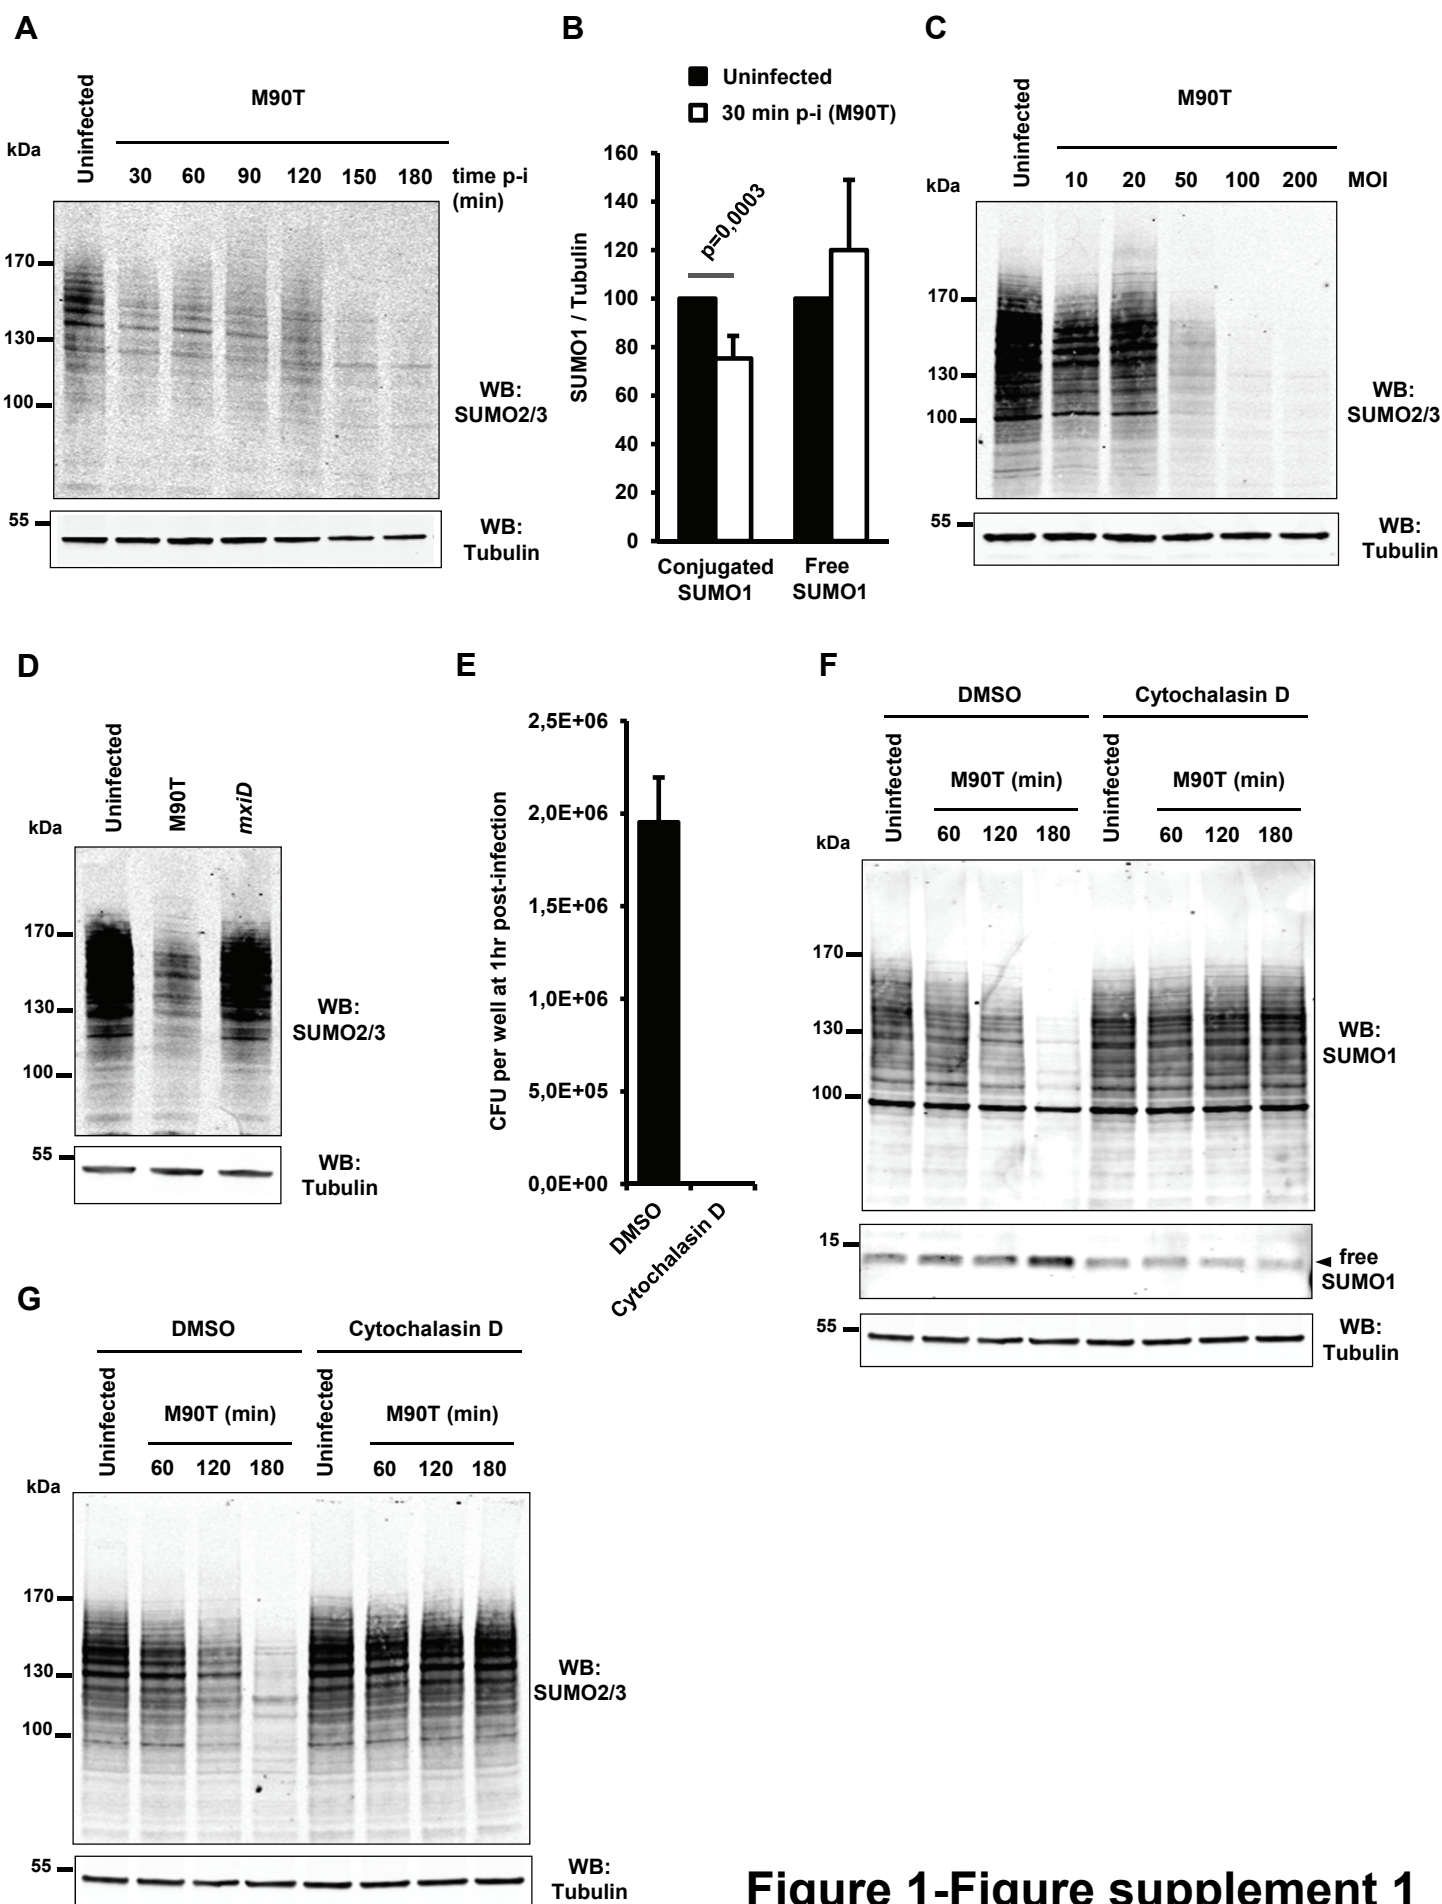 A
Uninfected
M90T
kDa
30 60 90 120 150 180 time p-i
(min)
170
130
100
WB:
SUMO2/3
55
WB:
Tubulin
B
Uninfected
30 min p-i (M90T)
SUMO1 / Tubulin
160
140
120
100
80
60
40
20
0
p=0,0003
Conjugated
SUMO1
Free
SUMO1
C
Uninfected
M90T
kDa
10 20 50 100 200 MOI
170
130
100
WB:
SUMO2/3
55
WB:
Tubulin
D
Uninfected
M90T
mxiD
kDa
170
130
100
WB:
SUMO2/3
55
WB:
Tubulin
E
CFU per well at 1hr post-infection
2,5E+06
2,0E+06
1,5E+06
1,0E+06
5,0E+05
0,0E+00
DMSO
Cytochalasin D
F
DMSO Cytochalasin D
Uninfected
M90T (min)
60 120 180
Uninfected
M90T (min)
60 120 180
kDa
170
130
100
WB:
SUMO1
15
free
SUMO1
55
WB:
Tubulin
G
DMSO Cytochalasin D
Uninfected
M90T (min)
60 120 180
Uninfected
M90T (min)
60 120 180
kDa
170
130
100
WB:
SUMO2/3
55
WB:
Tubulin
Figure 1-Figure supplement 1